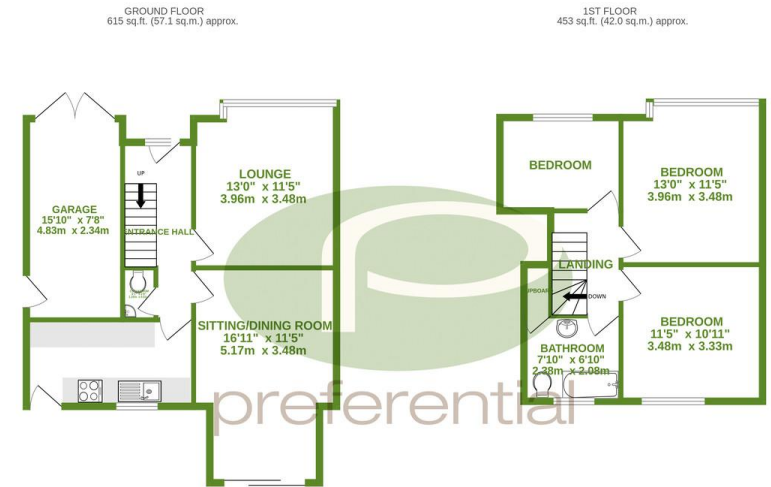 GROUND FLOOR
615 sq.ft. (57.1 sq.m.) approx.
1ST FLOOR
453 sq.ft. (42.0 sq.m.) approx.
UP
LOUNGE
13'0" x 11'5"
3.96m x 3.48m
GARAGE
15'10" x 7'8"
4.83m x 2.34m
ENTRANCE HALL
SITTING/DINING ROOM
16'11" x 11'5"
5.17m x 3.48m
BEDROOM
BEDROOM
13'0" x 11'5"
3.96m x 3.48m
LANDING
DOWN
BEDROOM
11'5" x 10'11"
3.48m x 3.33m
BATHROOM
7'10" x 6'10"
2.38m x 2.08m
preferential